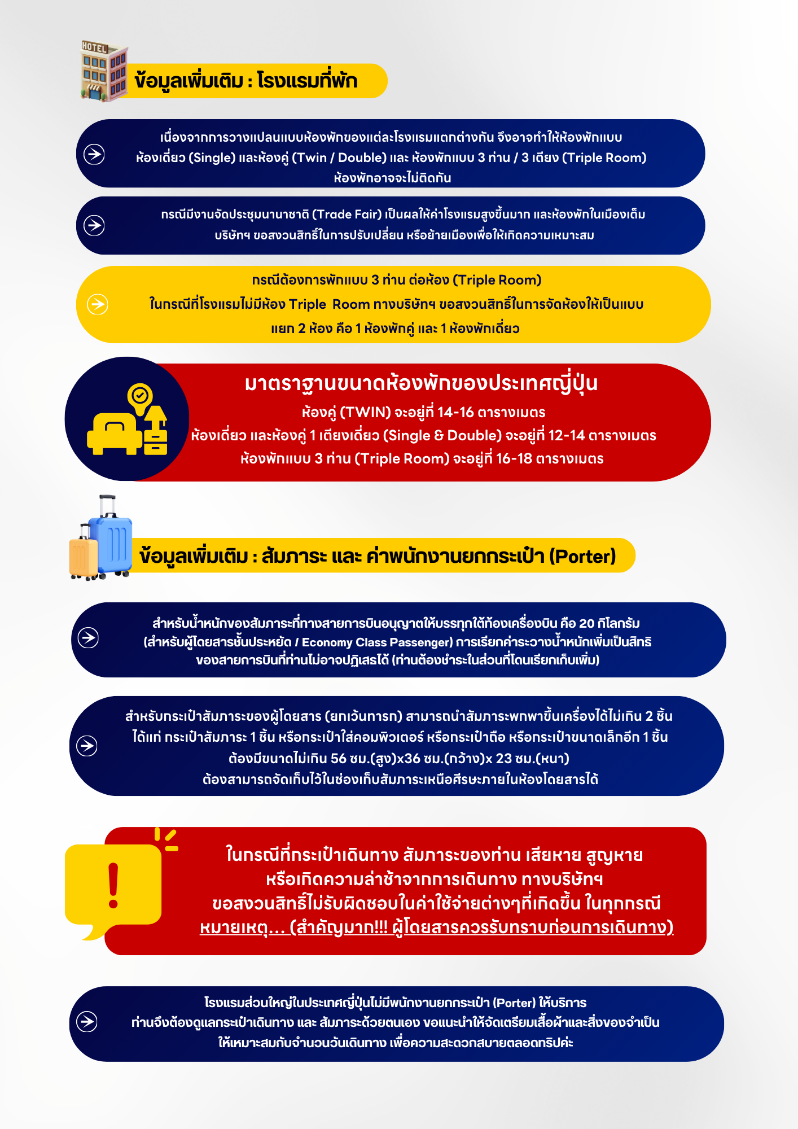 HOTEL
ข้อมูลเพิ่มเติม : โรงแรมที่พัก
เนื่องจากการวางแปลนแบบห้องพักของแต่ละโรงแรมแตกต่างกัน จึงอาจทำให้ห้องพักแบบ
ห้องเดี่ยว (Single) และห้องคู่ (Twin / Double) และ ห้องพักแบบ 3 ท่าน / 3 เตียง (Triple Room)
ห้องพักอาจจะไม่ติดกัน
กรณีมีงานจัดประชุมนานาชาติ (Trade Fair) เป็นผลให้ค่าโรงแรมสูงขึ้นมาก และห้องพักในเมืองเต็ม
บริษัทฯ ขอสงวนสิทธิ์ในการปรับเปลี่ยน หรือย้ายเมืองเพื่อให้เกิดความเหมาะสม
กรณีต้องการพักแบบ 3 ท่าน ต่อห้อง (Triple Room)
ในกรณีที่โรงแรมไม่มีห้อง Triple Room ทางบริษัทฯ ขอสงวนสิทธิ์ในการจัดห้องให้เป็นแบบ
แยก 2 ห้อง คือ 1 ห้องพักคู่ และ 1 ห้องพักเดี่ยว
มาตราฐานขนาดห้องพักของประเทศญี่ปุ่น
ห้องคู่ (TWIN) จะอยู่ที่ 14-16 ตารางเมตร
ห้องเดี่ยว และห้องคู่ 1 เตียงเดี่ยว (Single & Double) จะอยู่ที่ 12-14 ตารางเมตร
ห้องพักแบบ 3 ท่าน (Triple Room) จะอยู่ที่ 16-18 ตารางเมตร
ข้อมูลเพิ่มเติม : สัมภาระ และ ค่าพนักงานยกกระเป๋า (Porter)
สำหรับน้ำหนักของสัมภาระที่ทางสายการบินอนุญาตให้บรรทุกใต้ท้องเครื่องบิน คือ 20 กิโลกรัม
(สำหรับผู้โดยสารชั้นประหยัด / Economy Class Passenger) การเรียกค่าระวางน้ำหนักเพิ่มเป็นสิทธิ
ของสายการบินที่ท่านไม่อาจปฏิเสธได้ (ท่านต้องชำระในส่วนที่โดนเรียกเก็บเพิ่ม)
สำหรับกระเป๋าสัมภาระของผู้โดยสาร (ยกเว้นทารก) สามารถนำสัมภาระพกพาขึ้นเครื่องได้ไม่เกิน 2 ชิ้น
ได้แก่ กระเป๋าสัมภาระ 1 ชิ้น หรือกระเป๋าใส่คอมพิวเตอร์ หรือกระเป๋าถือ หรือกระเป๋าขนาดเล็กอีก 1 ชิ้น
ต้องมีขนาดไม่เกิน 56 ซม.(สูง)x36 ซม.(กว้าง)x 23 ซม.(หนา)
ต้องสามารถจัดเก็บไว้ในช่องเก็บสัมภาระเหนือศีรษะภายในห้องโดยสารได้
ในกรณีที่กระเป๋าเดินทาง สัมภาระของท่าน เสียหาย สูญหาย
หรือเกิดความล่าช้าจากการเดินทาง ทางบริษัทฯ
ขอสงวนสิทธิ์ไม่รับผิดชอบในค่าใช้จ่ายต่างๆที่เกิดขึ้น ในทุกกรณี
หมายเหตุ... (สำคัญมาก!!! ผู้โดยสารควรรับทราบก่อนการเดินทาง)
โรงแรมส่วนใหญ่ในประเทศญี่ปุ่นไม่มีพนักงานยกกระเป๋า (Porter) ให้บริการ
ท่านจึงต้องดูแลกระเป๋าเดินทาง และ สัมภาระด้วยตนเอง ขอแนะนำให้จัดเตรียมเสื้อผ้าและสิ่งของจำเป็น
ให้เหมาะสมกับจำนวนวันเดินทาง เพื่อความสะดวกสบายตลอดทริปค่ะ